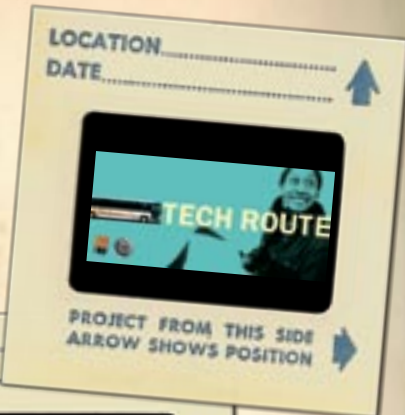 LOCATION
DATE
TECH ROUTE
PROJECT FROM THIS SIDE
ARROW SHOWS POSITION